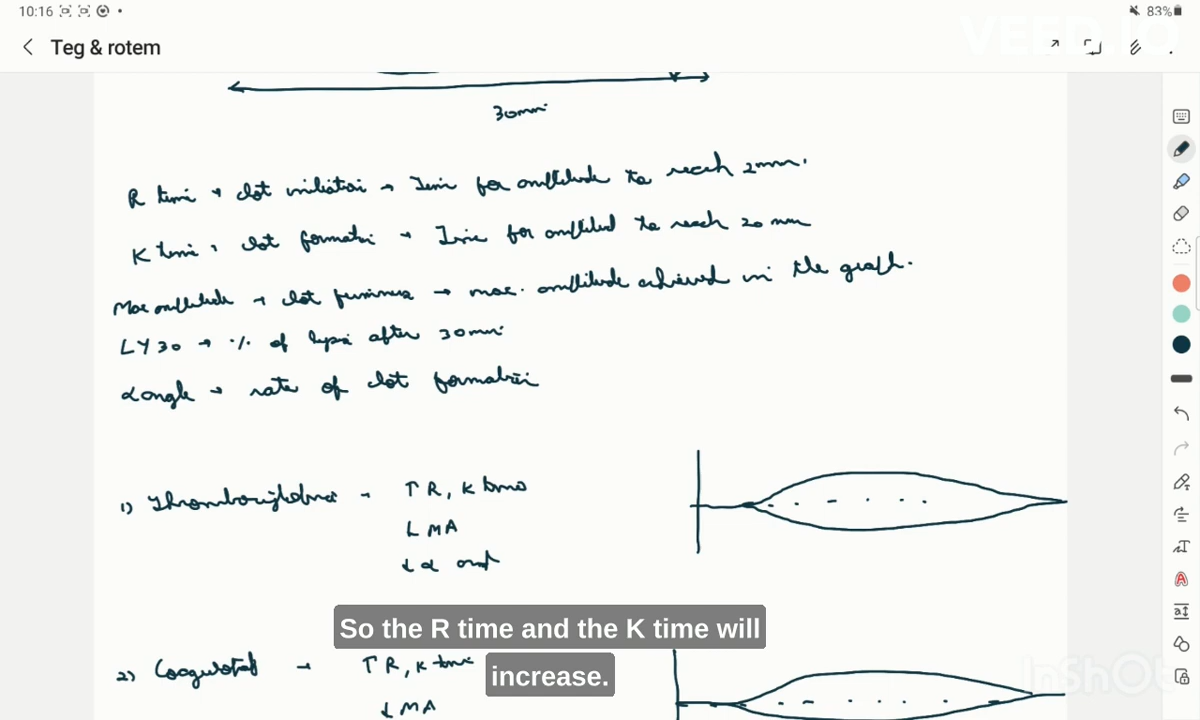 10:16
83%
VEED.IO
Teg & rotem
30min
R time → clot initiation → Time for amplitude to reach 2mm.
K time → clot formation → Time for amplitude to reach 20 mm
Max amplitude → clot firmness → max. amplitude achieved in the graph.
LY30 → % of lysis after 30min
α angle → rate of clot formation
1) Thrombocytopenia → ↑ R, K time
↓ MA
↓ α
So the R time and the K time will
increase.
2) → ↑ R, K time
↓ MA
InShOt